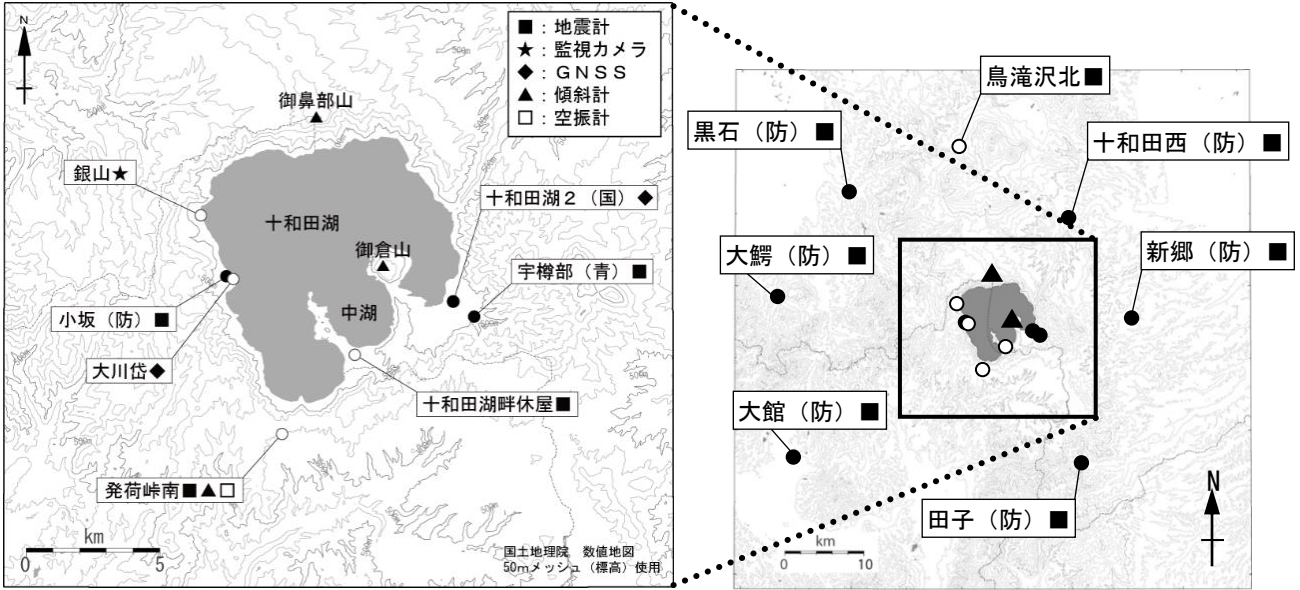 N
■：地震計
★：監視カメラ
◆：ＧＮＳＳ
▲：傾斜計
□：空振計
御鼻部山
銀山★
十和田湖２（国）◆
十和田湖
御倉山
宇樽部（青）■
中湖
小坂（防）■
大川岱◆
十和田湖畔休屋■
発荷峠南■▲□
km
0 5
国土地理院　数値地図
50mメッシュ（標高）使用
烏滝沢北■
黒石（防）■
十和田西（防）■
大鰐（防）■
新郷（防）■
大館（防）■
田子（防）■
N
km
0 10